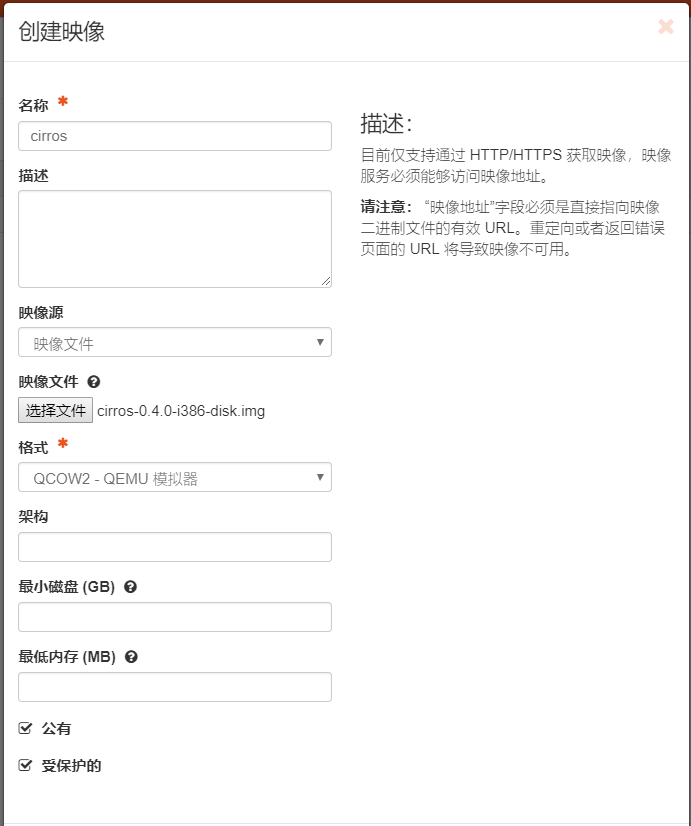 创建映像
名称 *
cirros
描述
映像源
映像文件
映像文件
选择文件 cirros-0.4.0-i386-disk.img
格式 *
QCOW2 - QEMU 模拟器
架构
最小磁盘 (GB)
最低内存 (MB)
公有
受保护的
描述：
目前仅支持通过 HTTP/HTTPS 获取映像，映像
服务必须能够访问映像地址。
请注意： “映像地址”字段必须是直接指向映像
二进制文件的有效 URL。重定向或者返回错误
页面的 URL 将导致映像不可用。